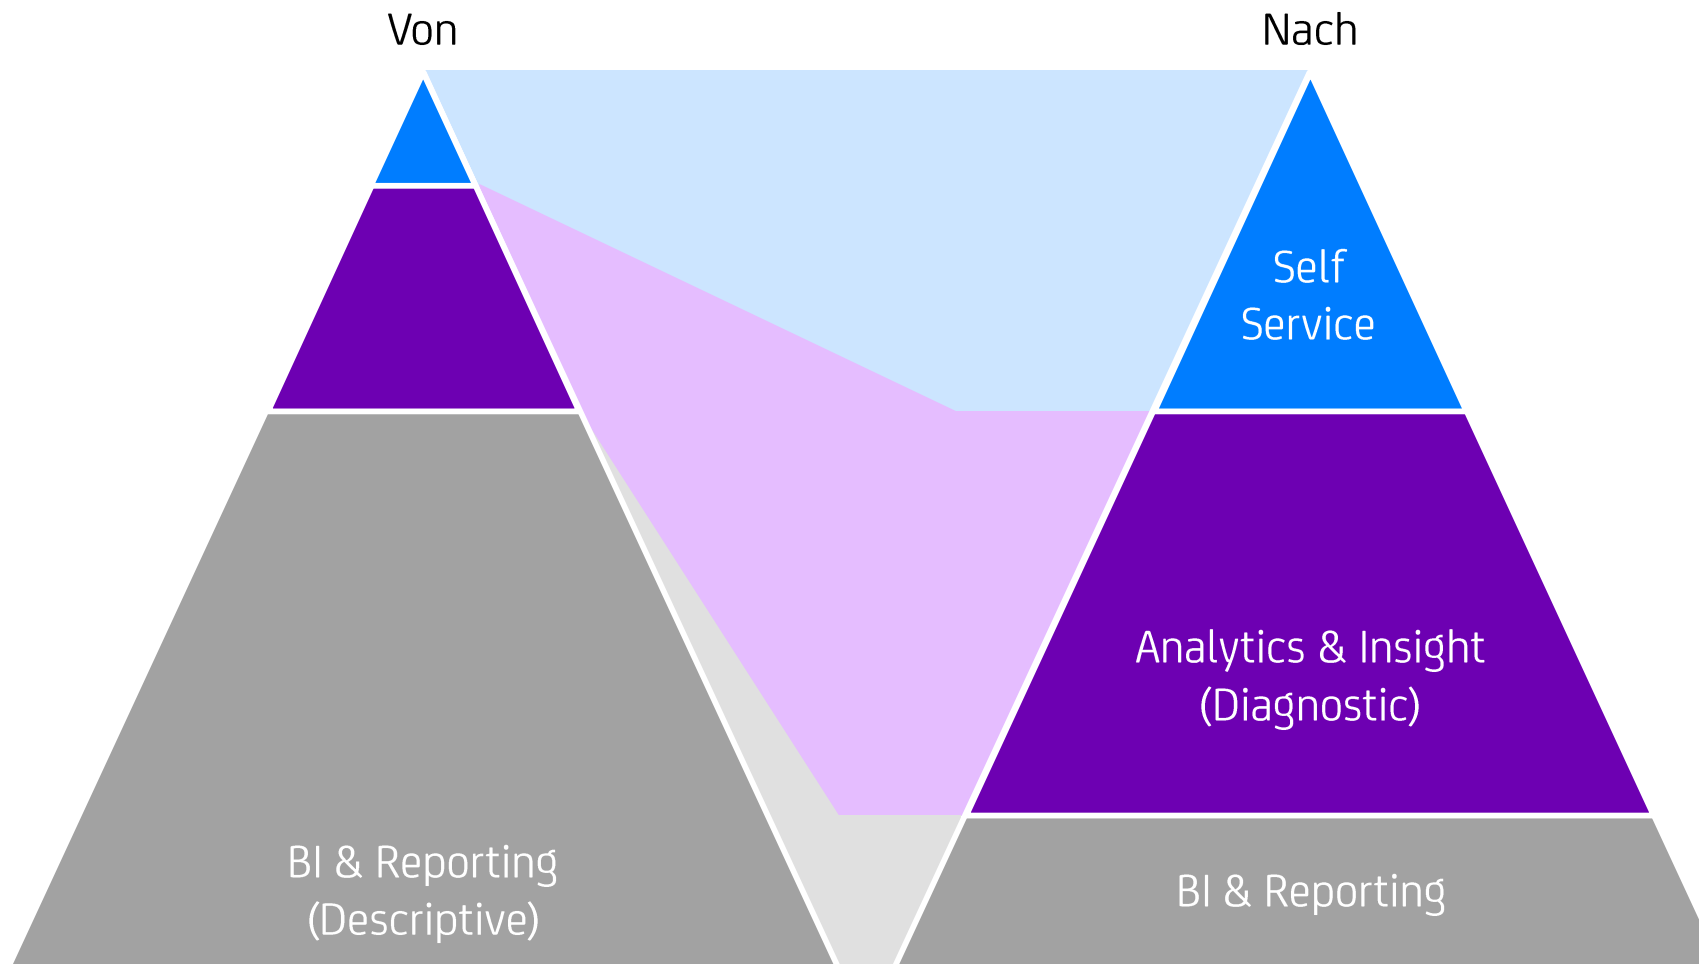 Von
Nach
Self
Service
Analytics & Insight
(Diagnostic)
BI & Reporting
(Descriptive)
BI & Reporting